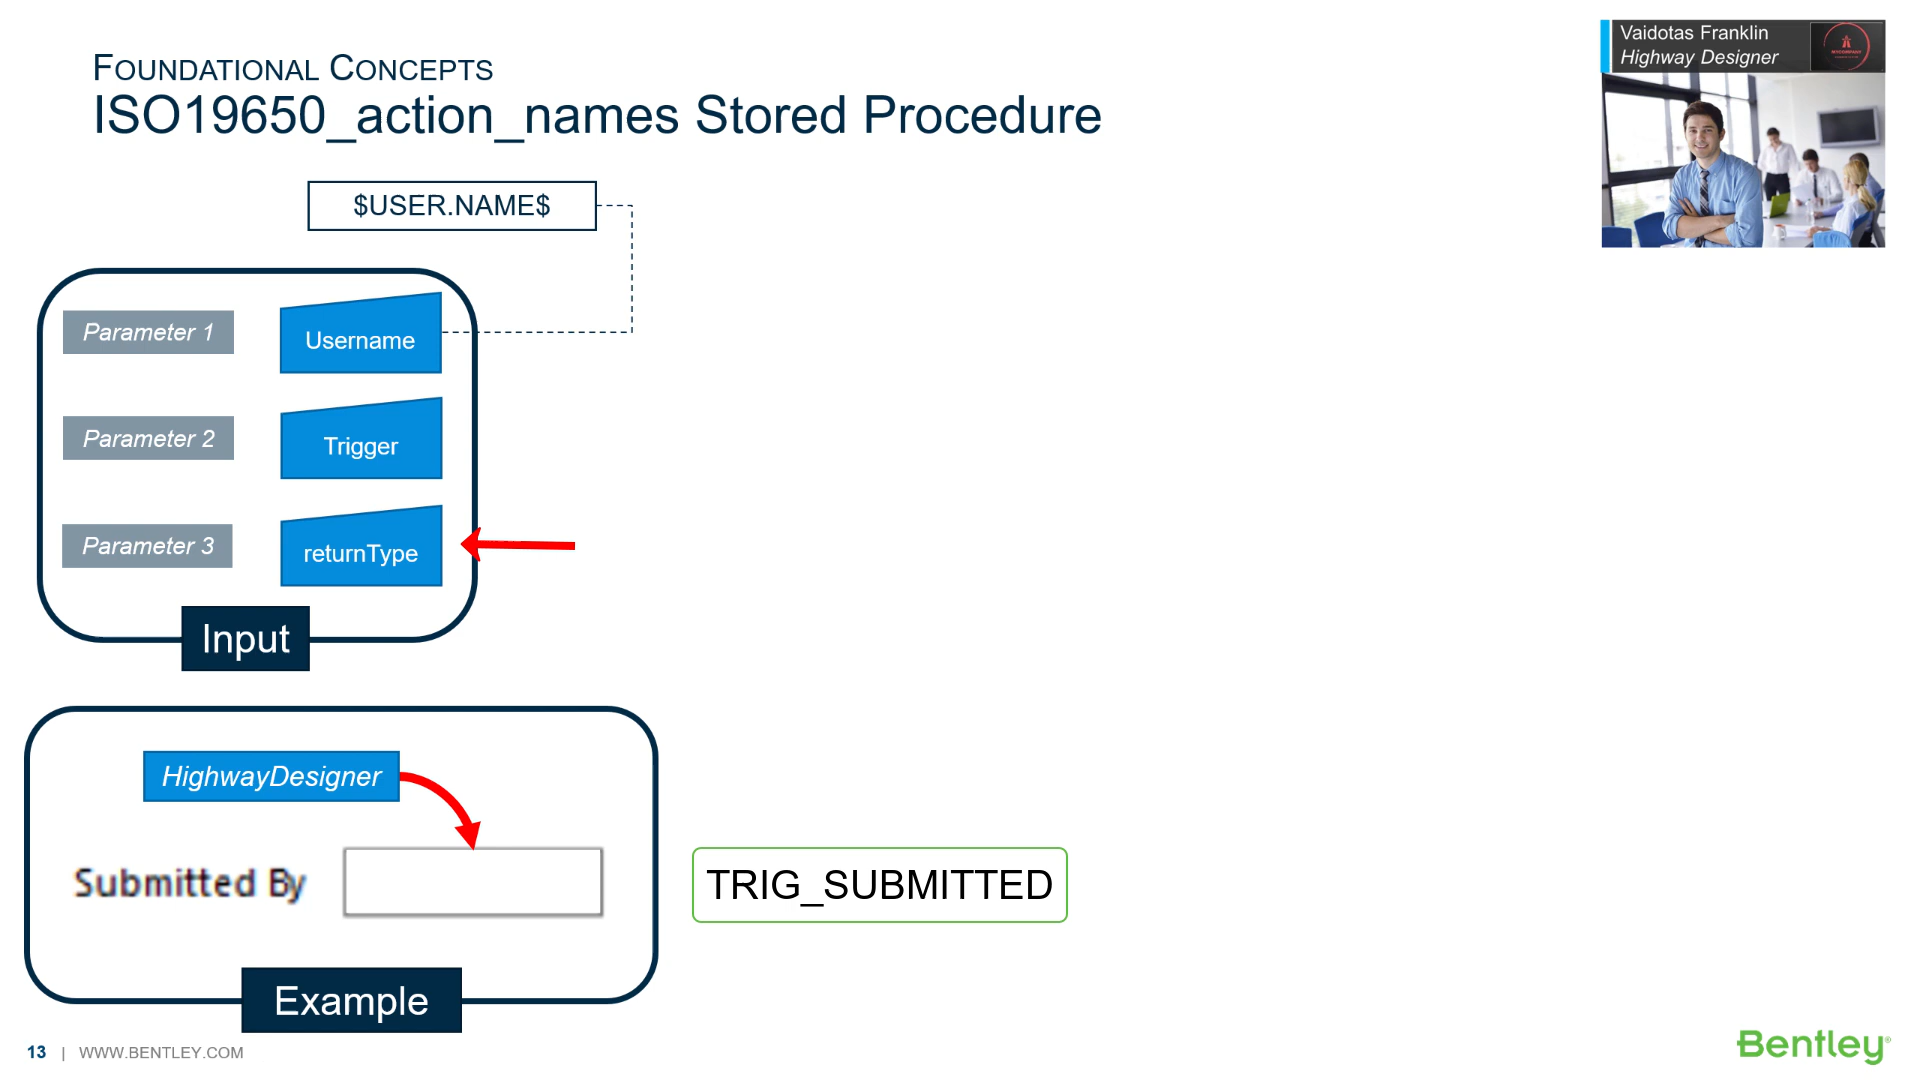 FOUNDATIONAL CONCEPTS
ISO19650_action_names Stored Procedure
Vaidotas Franklin
Highway Designer
$USER.NAME$
Parameter 1
Username
Parameter 2
Trigger
Parameter 3
returnType
Input
HighwayDesigner
Submitted By
TRIG_SUBMITTED
Example
13 | WWW.BENTLEY.COM
Bentley